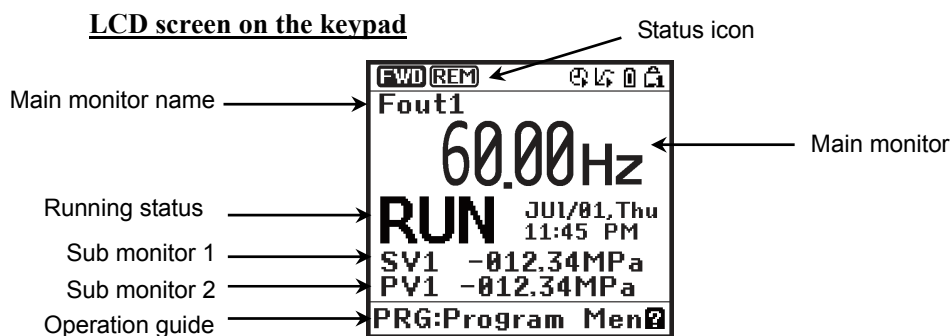 LCD screen on the keypad
Status icon
FWD REM
Main monitor name
Fout1
60.00Hz
Main monitor
Running status
RUN
JUl/01,Thu
11:45 PM
Sub monitor 1
SV1 -012.34MPa
Sub monitor 2
PV1 -012.34MPa
Operation guide
PRG:Program Men?